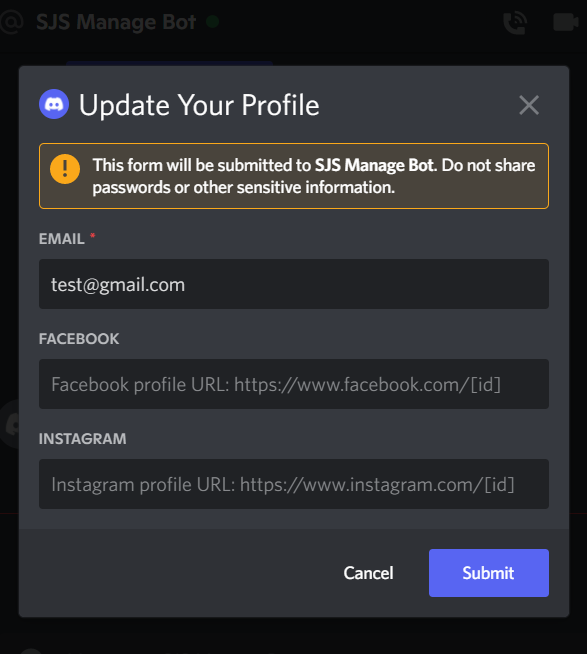 SJS Manage Bot
Update Your Profile
This form will be submitted to SJS Manage Bot. Do not share
passwords or other sensitive information.
EMAIL *
test@gmail.com
FACEBOOK
Facebook profile URL: https://www.facebook.com/[id]
INSTAGRAM
Instagram profile URL: https://www.instagram.com/[id]
Cancel Submit